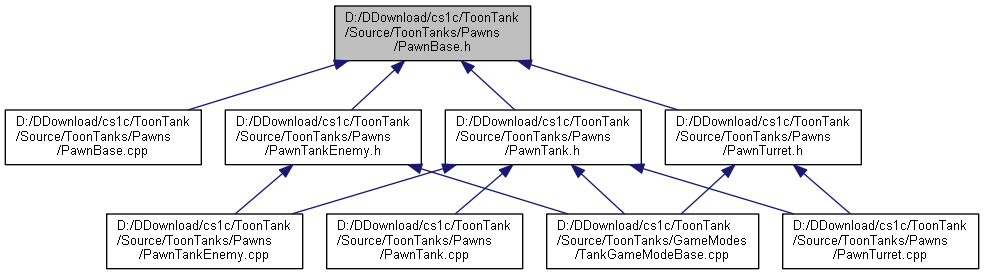 D:/DDownload/cs1c/ToonTank
/Source/ToonTanks/Pawns
/PawnBase.h
D:/DDownload/cs1c/ToonTank
/Source/ToonTanks/Pawns
/PawnBase.cpp
D:/DDownload/cs1c/ToonTank
/Source/ToonTanks/Pawns
/PawnTankEnemy.h
D:/DDownload/cs1c/ToonTank
/Source/ToonTanks/Pawns
/PawnTank.h
D:/DDownload/cs1c/ToonTank
/Source/ToonTanks/Pawns
/PawnTurret.h
D:/DDownload/cs1c/ToonTank
/Source/ToonTanks/Pawns
/PawnTankEnemy.cpp
D:/DDownload/cs1c/ToonTank
/Source/ToonTanks/Pawns
/PawnTank.cpp
D:/DDownload/cs1c/ToonTank
/Source/ToonTanks/GameModes
/TankGameModeBase.cpp
D:/DDownload/cs1c/ToonTank
/Source/ToonTanks/Pawns
/PawnTurret.cpp